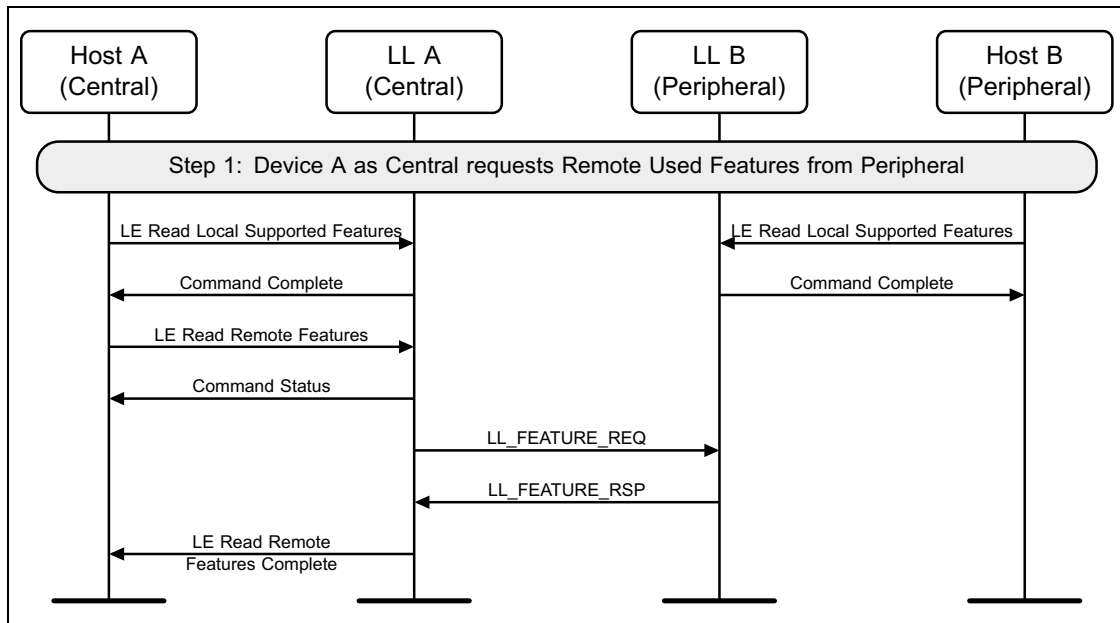 Host A
(Central)
LL A
(Central)
LL B
(Peripheral)
Host B
(Peripheral)
Step 1: Device A as Central requests Remote Used Features from Peripheral
LE Read Local Supported Features
LE Read Local Supported Features
Command Complete
Command Complete
LE Read Remote Features
Command Status
LL_FEATURE_REQ
LL_FEATURE_RSP
LE Read Remote
Features Complete